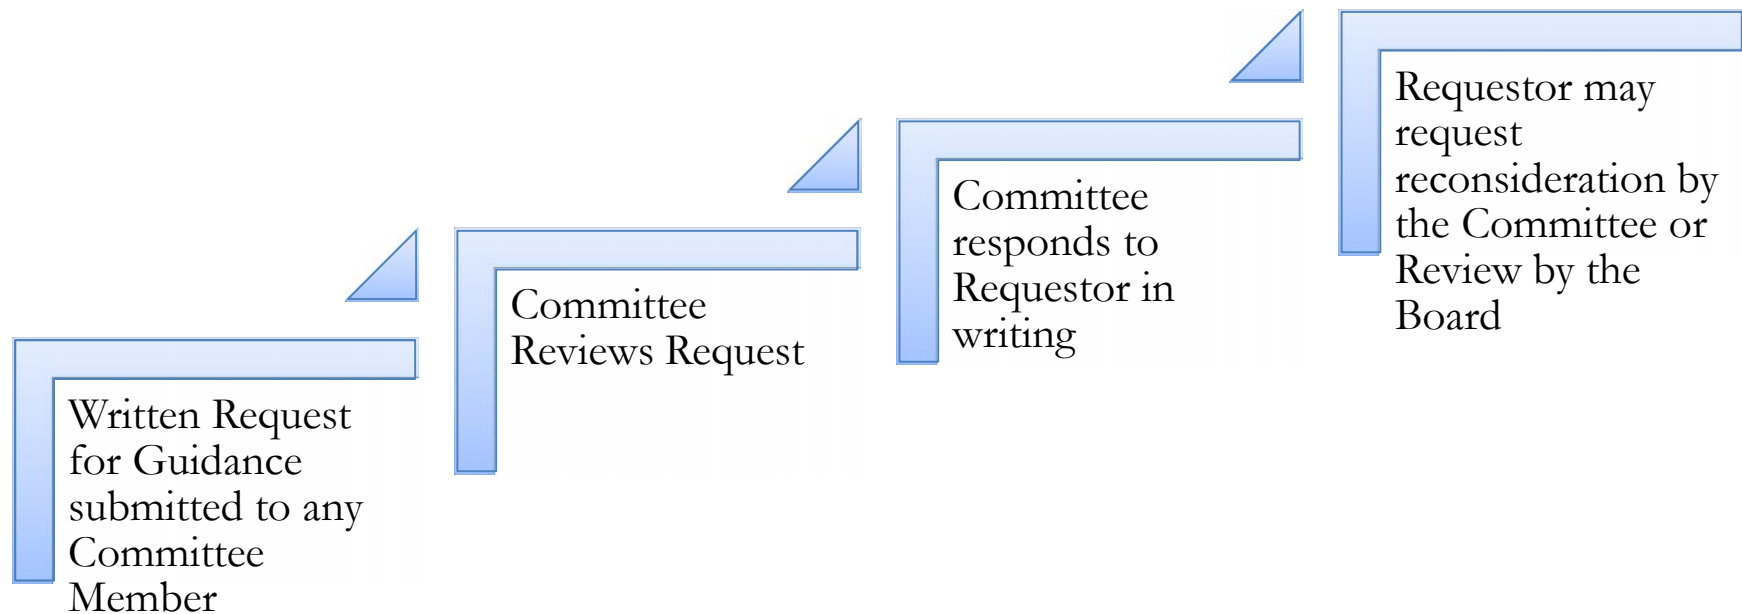 Written Request
for Guidance
submitted to any
Committee
Member
Committee
Reviews Request
Committee
responds to
Requestor in
writing
Requestor may
request
reconsideration by
the Committee or
Review by the
Board